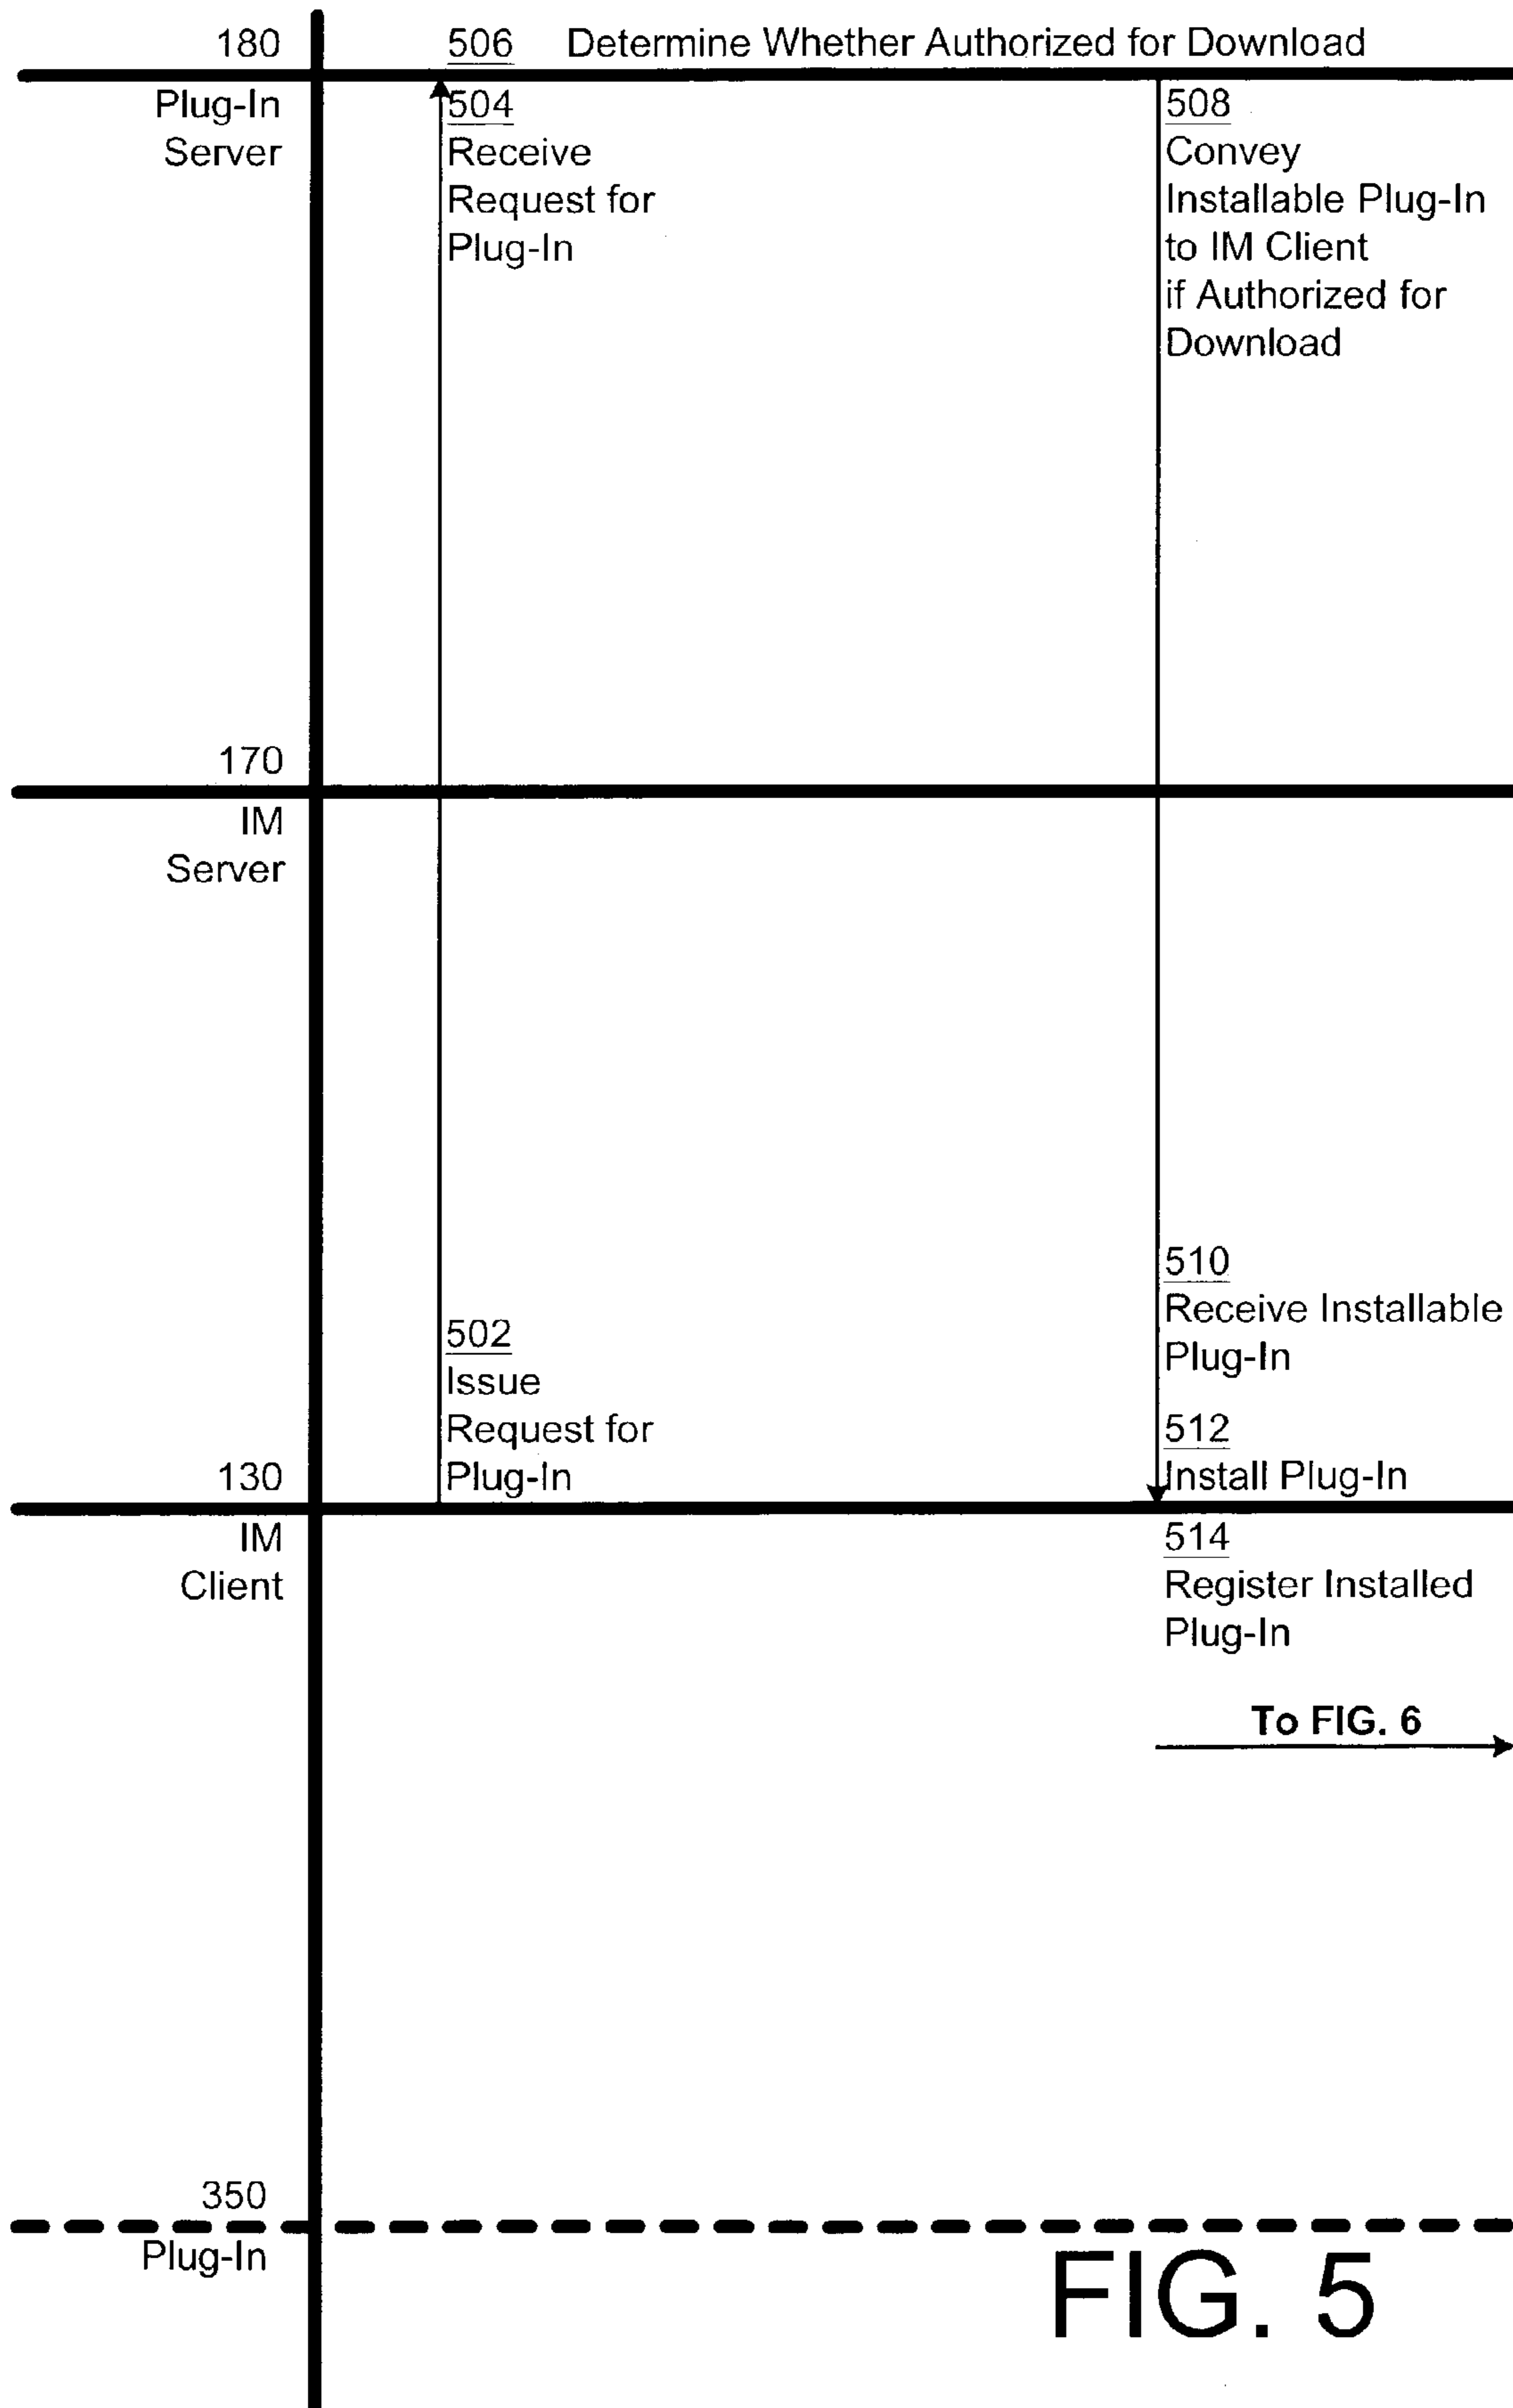 180
506 Determine Whether Authorized for Download
Plug-In
Server
504
Receive
Request for
Plug-In
508
Convey
Installable Plug-In
to IM Client
if Authorized for
Download
170
IM
Server
502
Issue
Request for
Plug-In
510
Receive Installable
Plug-In
512
Install Plug-In
130
IM
Client
514
Register Installed
Plug-In
To FIG. 6
350
Plug-In
FIG. 5